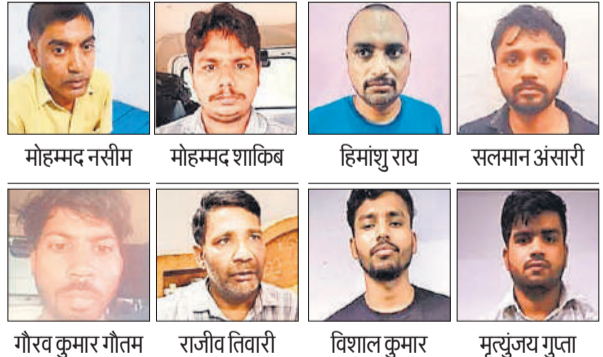 मोहम्मद नसीम मोहम्मद शाकिब हिमांशु राय सलमान अंसारी
गौरव कुमार गौतम राजीव तिवारी विशाल कुमार मृत्युंजय गुप्ता